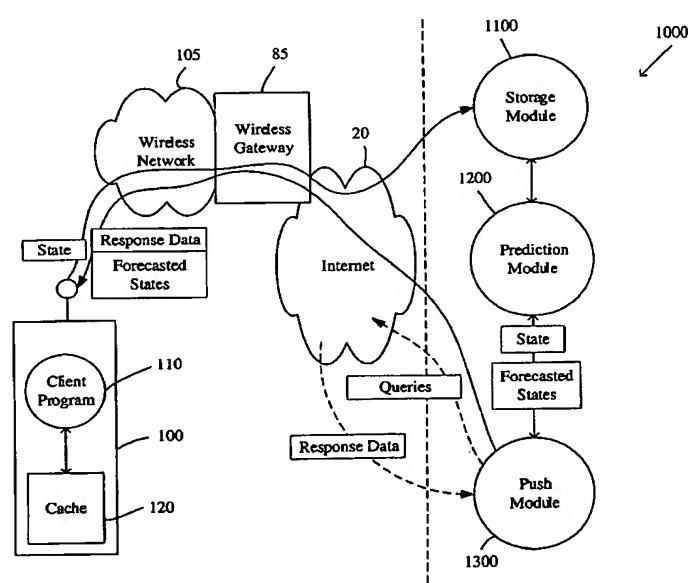 1100
1000
105
85
Storage
Module
Wireless
Network
Wireless
Gateway
20
1200
State
Response Data
Forecasted
States
Internet
Prediction
Module
State
Forecasted
States
Client
Program
110
Queries
100
Response Data
Push
Module
Cache
120
1300